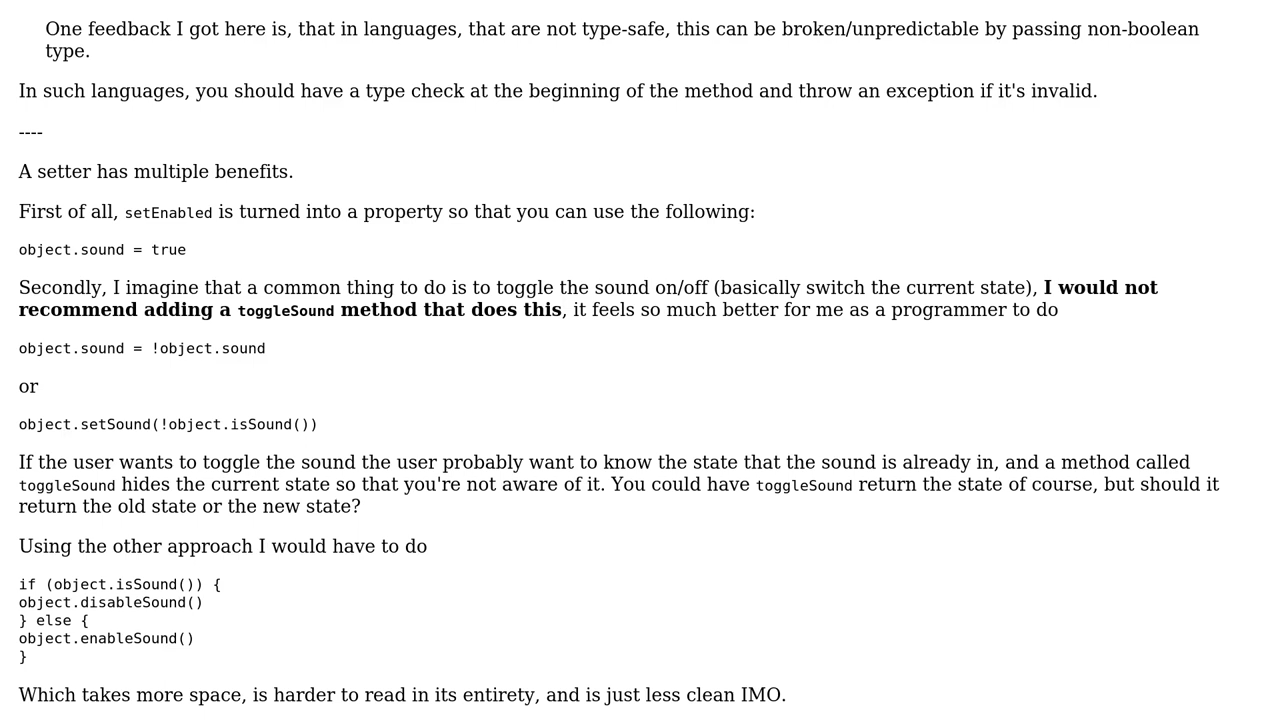 One feedback I got here is, that in languages, that are not type-safe, this can be broken/unpredictable by passing non-boolean
type.
In such languages, you should have a type check at the beginning of the method and throw an exception if it's invalid.
----
A setter has multiple benefits.
First of all, setEnabled is turned into a property so that you can use the following:
object.sound = true
Secondly, I imagine that a common thing to do is to toggle the sound on/off (basically switch the current state), I would not
recommend adding a toggleSound method that does this, it feels so much better for me as a programmer to do
object.sound = !object.sound
or
object.setSound(!object.isSound())
If the user wants to toggle the sound the user probably want to know the state that the sound is already in, and a method called
toggleSound hides the current state so that you're not aware of it. You could have toggleSound return the state of course, but should it
return the old state or the new state?
Using the other approach I would have to do
if (object.isSound()) {
object.disableSound()
} else {
object.enableSound()
}
Which takes more space, is harder to read in its entirety, and is just less clean IMO.